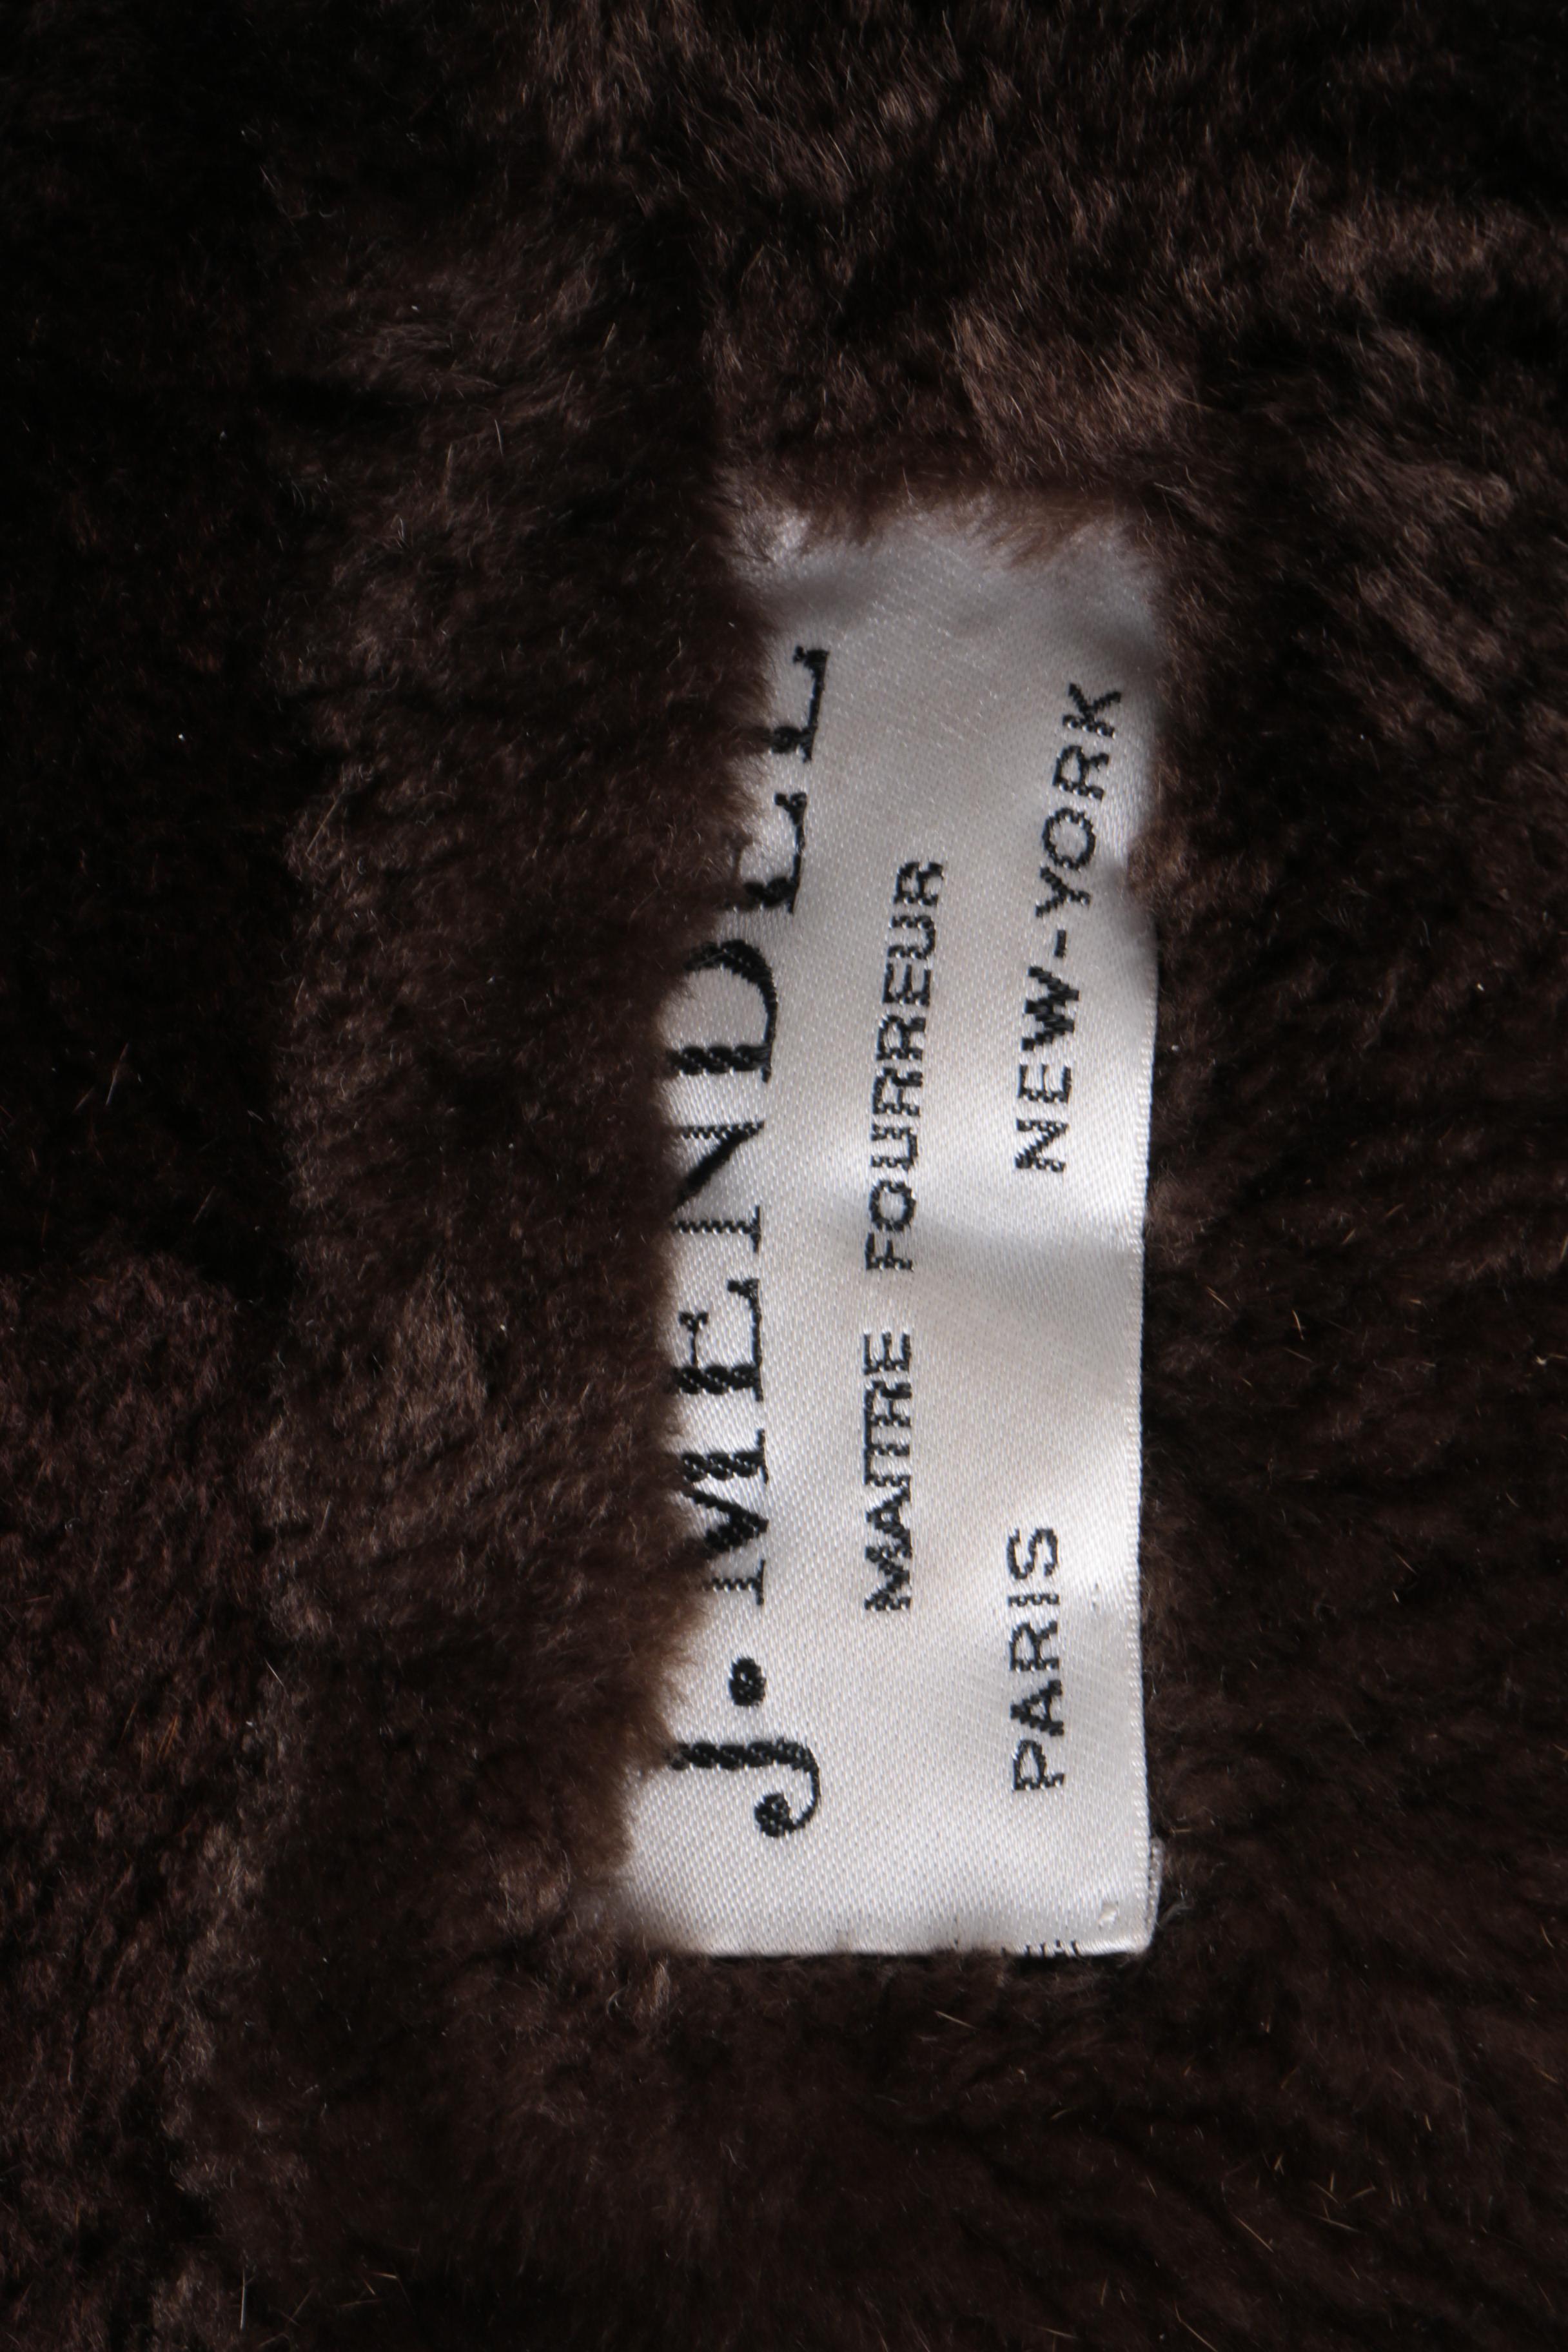 J. MENDEL
MAITRE FOURREUR
PARIS NEW-YORK